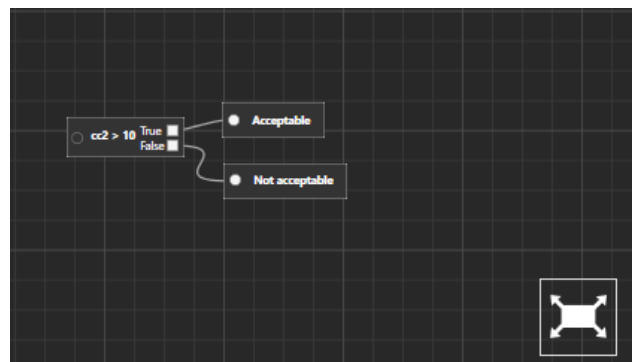 cc2 > 10
True
False
Acceptable
Not acceptable